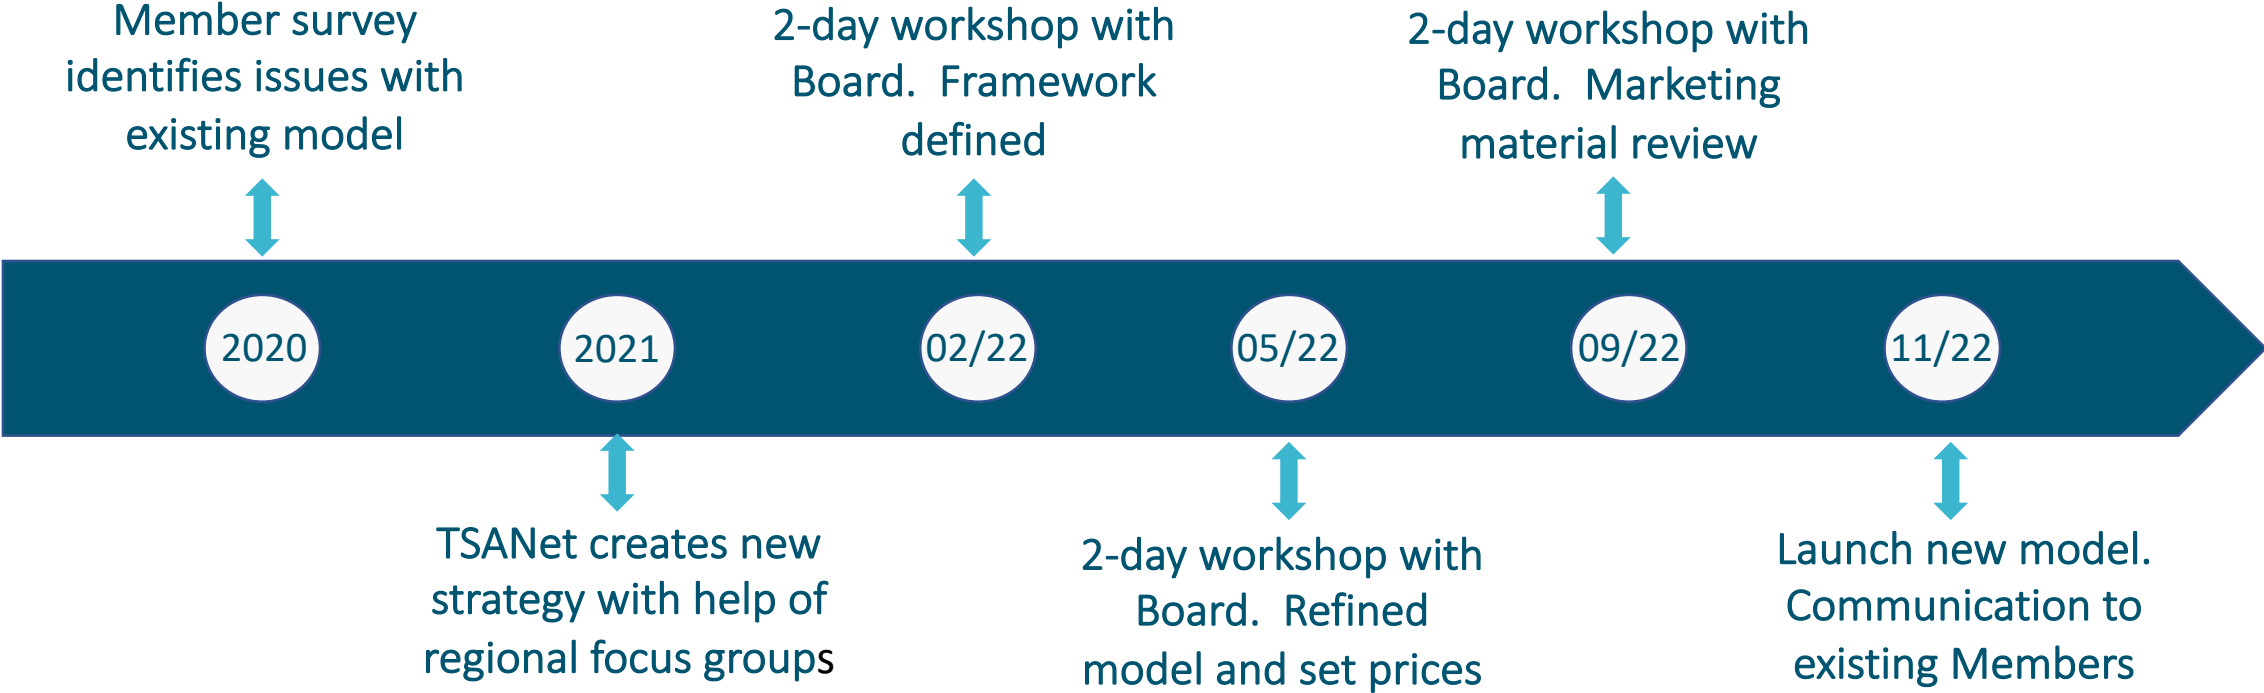 Member survey
identifies issues with
existing model
2-day workshop with
Board.  Framework
defined
2-day workshop with
Board.  Marketing
material review
2020
2021
02/22
05/22
09/22
11/22
TSANet creates new
strategy with help of
regional focus groups
2-day workshop with
Board.  Refined
model and set prices
Launch new model.
Communication to
existing Members